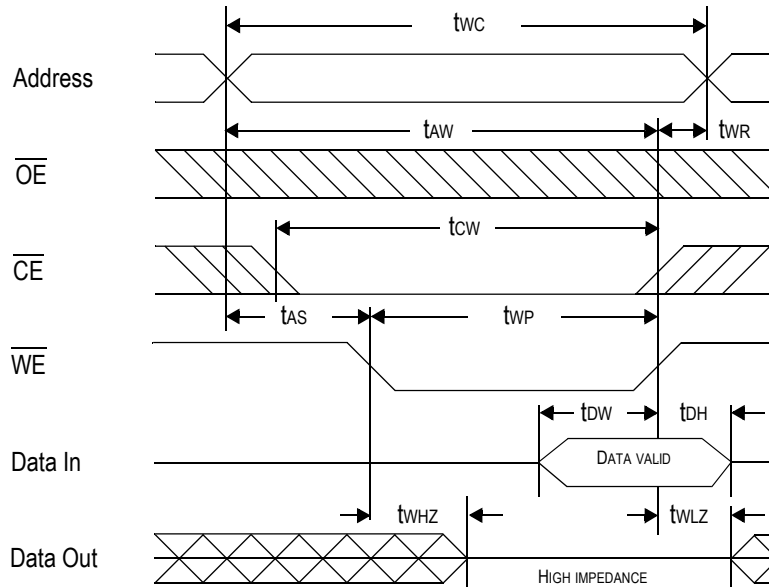 tWC
Address
tAW
tWR
OE
tCW
CE
tAS
tWP
WE
tDW
tDH
Data In
DATA VALID
tWHZ
tWLZ
Data Out
HIGH IMPEDANCE